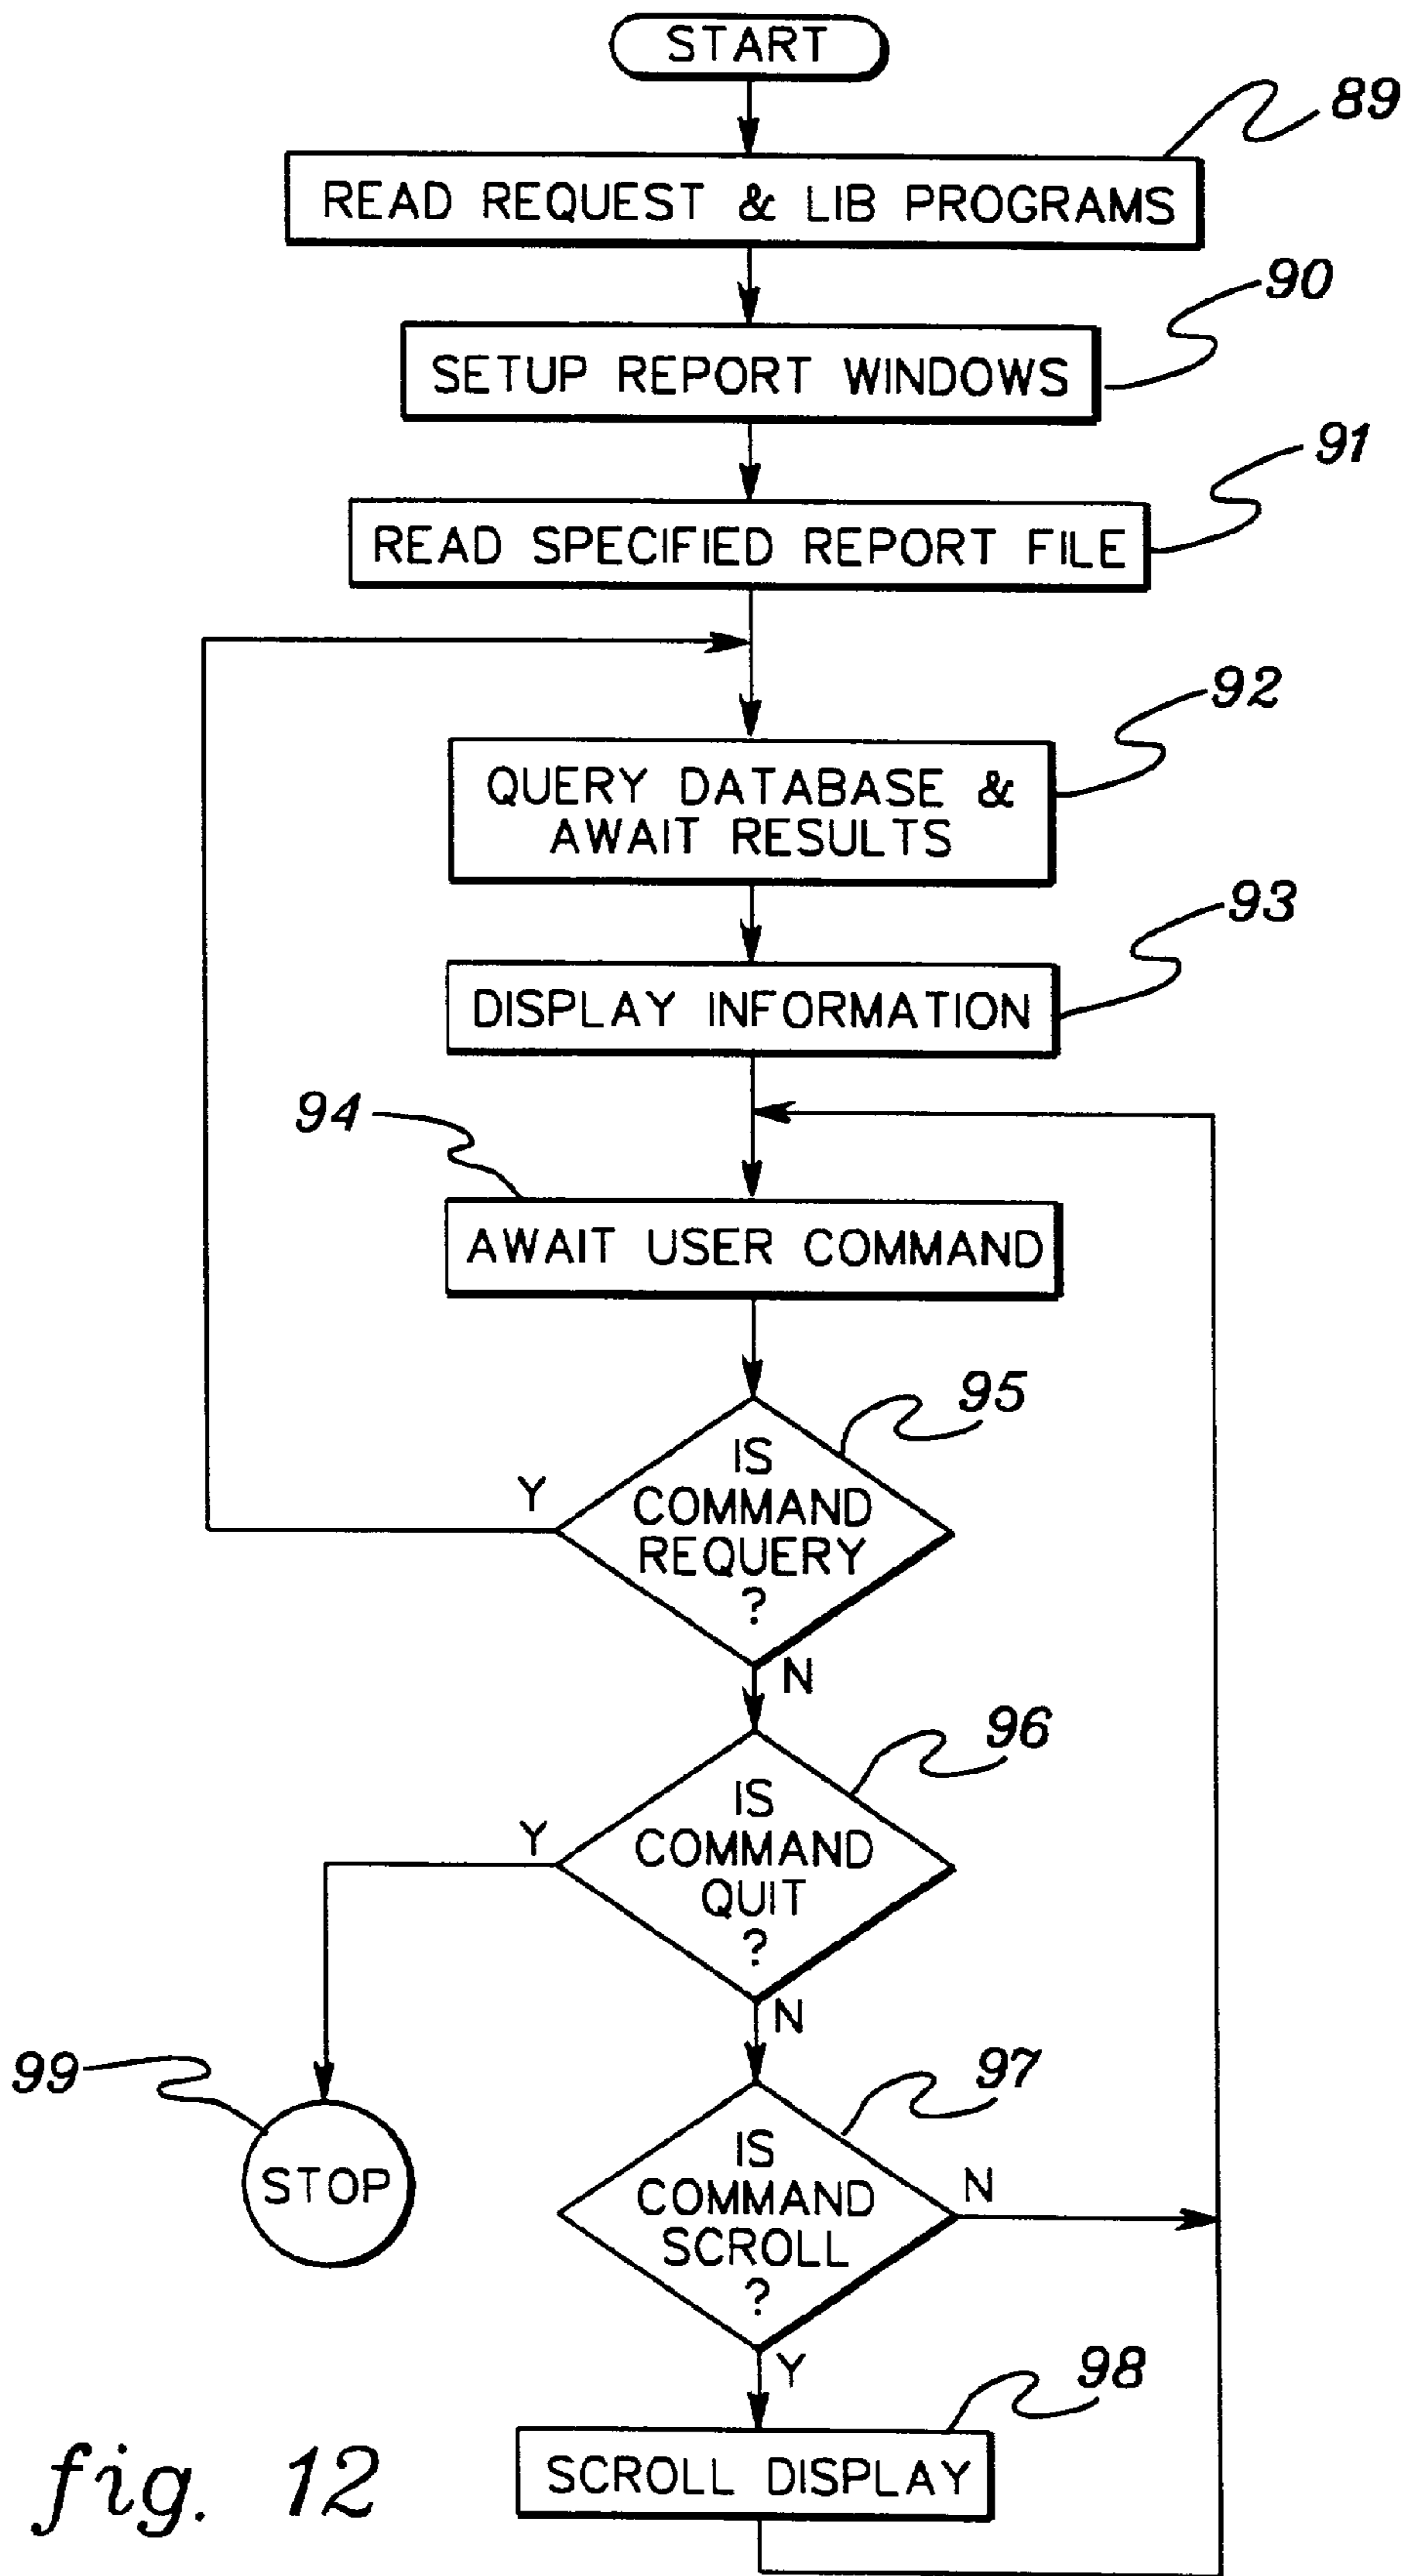 START
89
READ REQUEST & LIB PROGRAMS
90
SETUP REPORT WINDOWS
91
READ SPECIFIED REPORT FILE
92
QUERY DATABASE &
AWAIT RESULTS
93
DISPLAY INFORMATION
94
AWAIT USER COMMAND
95
IS
COMMAND
REQUERY
?
Y
N
96
IS
COMMAND
QUIT
?
Y
N
99
STOP
97
IS
COMMAND
SCROLL
?
N
Y
98
SCROLL DISPLAY
fig. 12